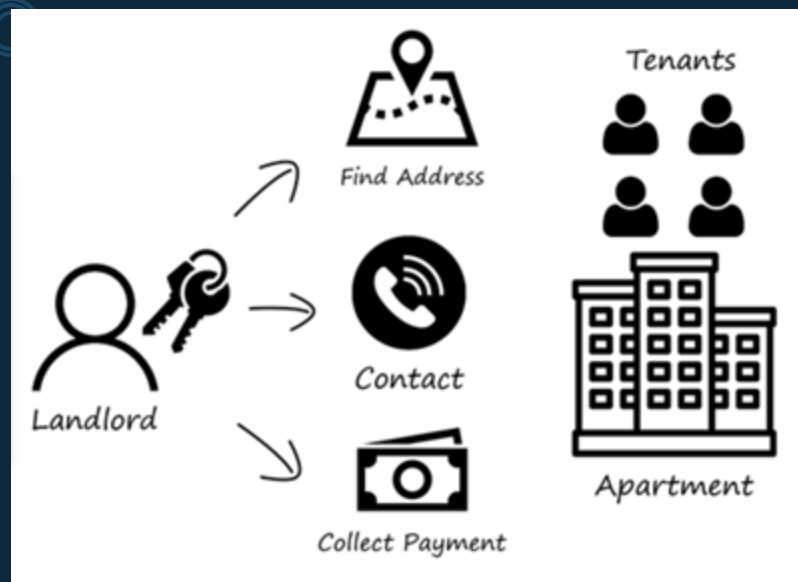 Tenants
Find Address
Contact
Landlord
Apartment
Collect Payment